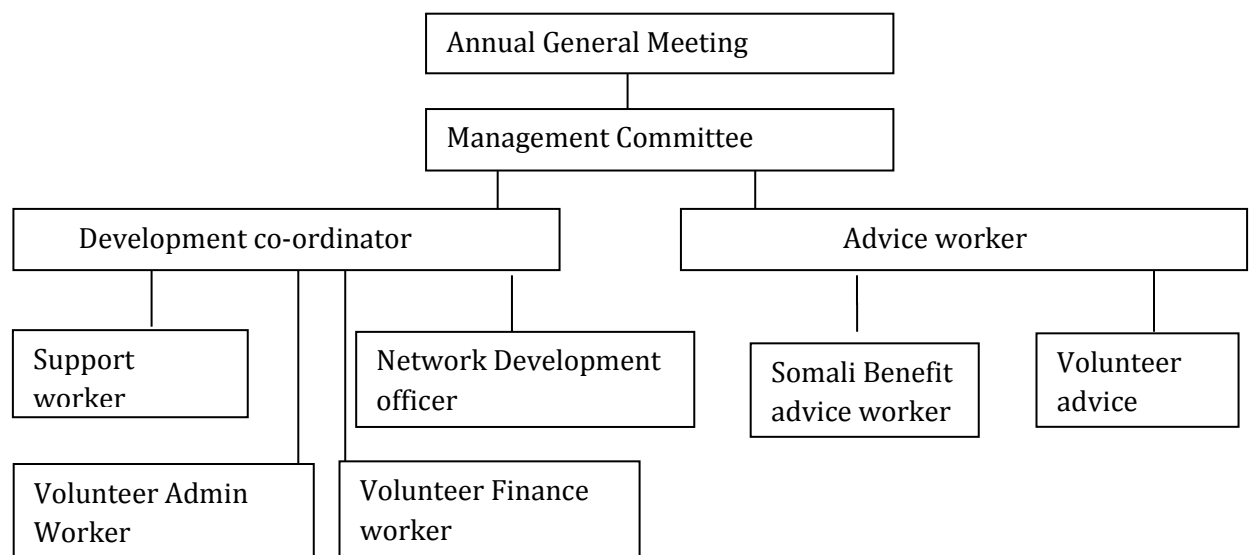 Annual General Meeting
Management Committee
Development co-ordinator
Advice worker
Support
worker
Network Development
officer
Somali Benefit
advice worker
Volunteer
advice
Volunteer Admin
Worker
Volunteer Finance
worker